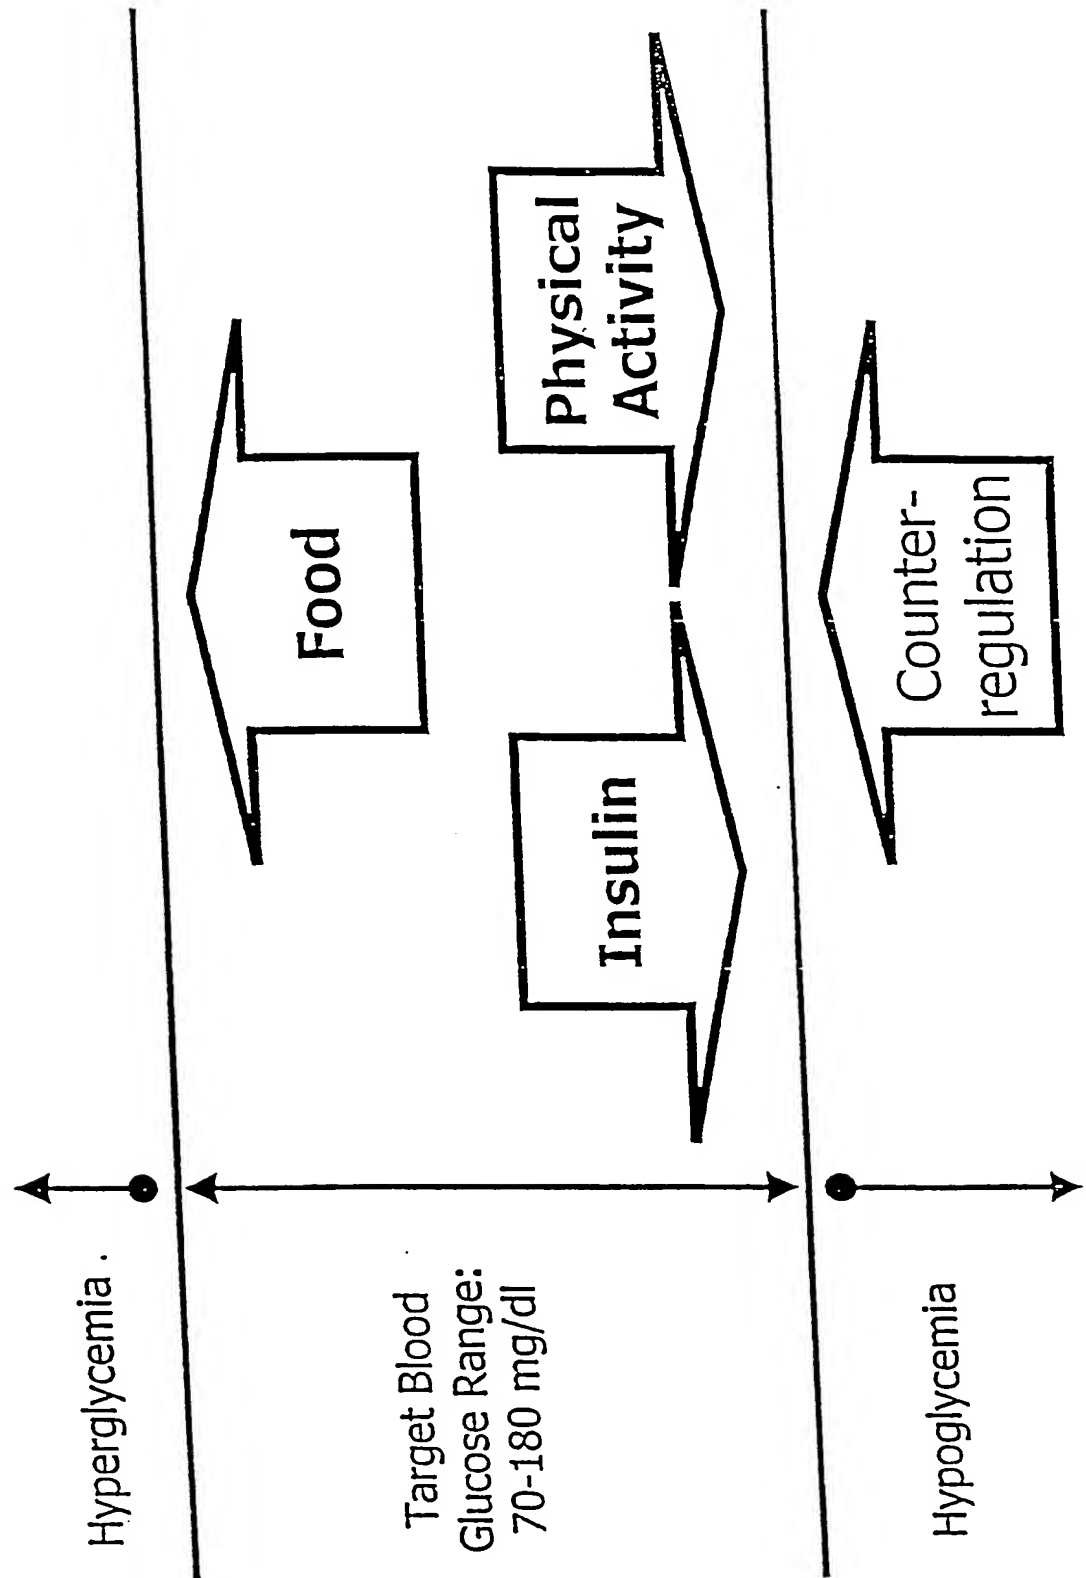 Hyperglycemia
Target Blood
Glucose Range:
70-180 mg/dl
Hypoglycemia
Food
Insulin
Physical
Activity
Counter-
regulation